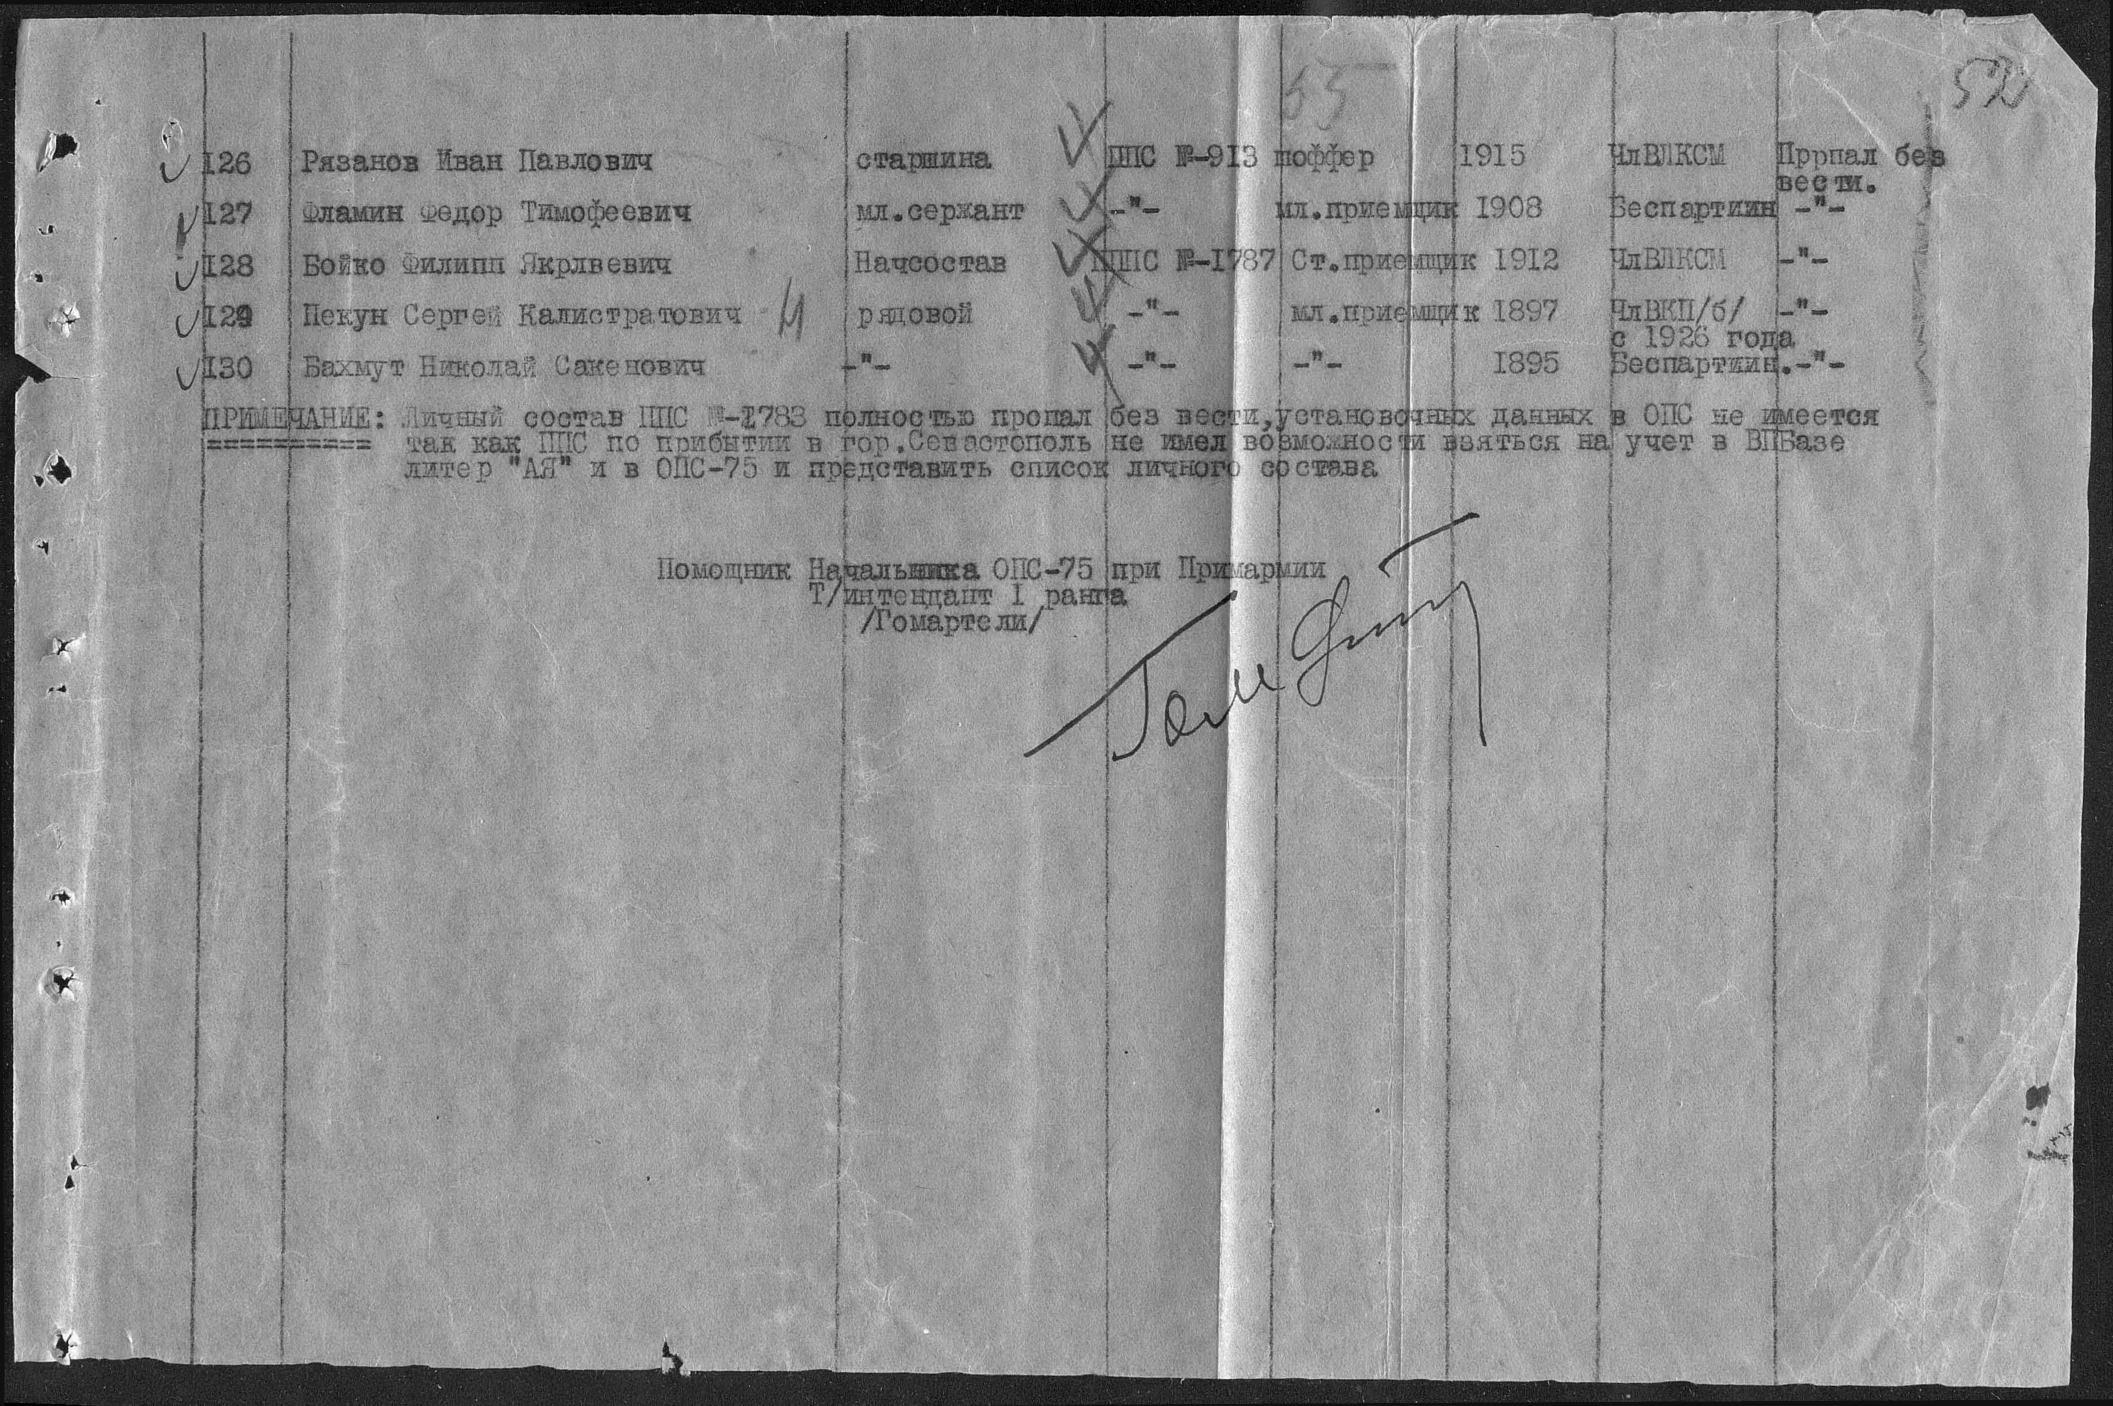 55
532
126 Рязанов Иван Павлович старшина ППС №-913 шоффер 1915 ЧлВЛКСМ Пррпал без
вести.
127 Фламин Федор Тимофеевич мл.сержант -"- мл.приемщик 1908 Беспартиин -"-
128 Бойко Филипп Якрлвевич Начсостав ППС №-1787 Ст.приемщик 1912 ЧлВЛКСМ -"-
129 Пекун Сергей Калистратович рядовой -"- мл.приемщик 1897 ЧлВКП/б/ -"-
с 1926 года
130 Бахмут Николай Сакенович -"- -"- -"- 1895 Беспартиин.-"-
ПРИМЕЧАНИЕ: Личный состав ППС №-1783 полностью пропал без вести,установочных данных в ОПС не имеется
========== так как ППС по прибытии в гор.Севастополь не имел возможности взяться на учет в ВПБазе
литер "АЯ" и в ОПС-75 и представить список личного состава
Помощник Начальника ОПС-75 при Примармии
Т/интендант I ранга
/Гомартели/